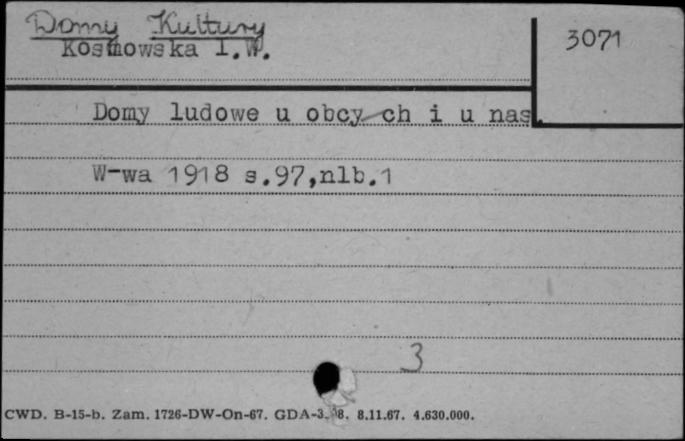 Domy Kultury
3071
Kosmowska I.W.
Domy ludowe u obcych i u nas.
W-wa 1918 s.97,nlb.1
3
CWD. B-15-b. Zam. 1726-DW-On-67. GDA-3. 8.11.67. 4.630.000.